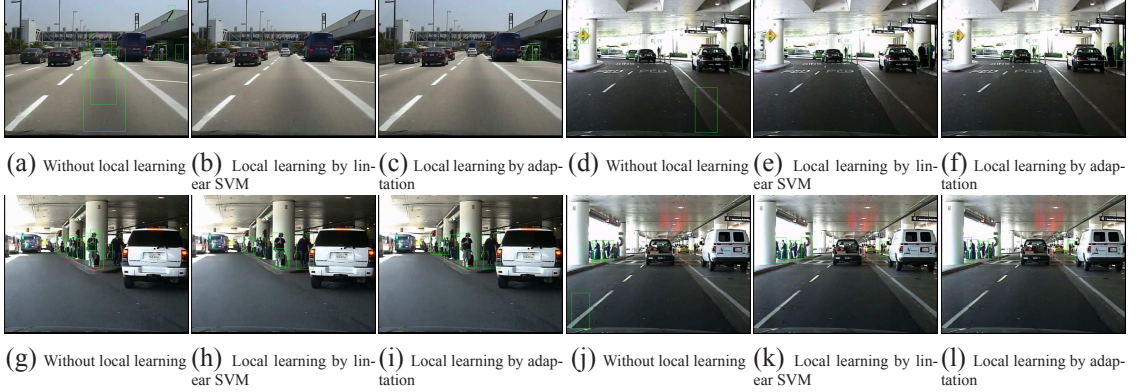 (a) Without local learning (b) Local learning by lin- (c) Local learning by adap- (d) Without local learning (e) Local learning by lin- (f) Local learning by adap-
ear SVM tation ear SVM tation
(g) Without local learning (h) Local learning by lin- (i) Local learning by adap- (j) Without local learning (k) Local learning by lin- (l) Local learning by adap-
ear SVM tation ear SVM tation